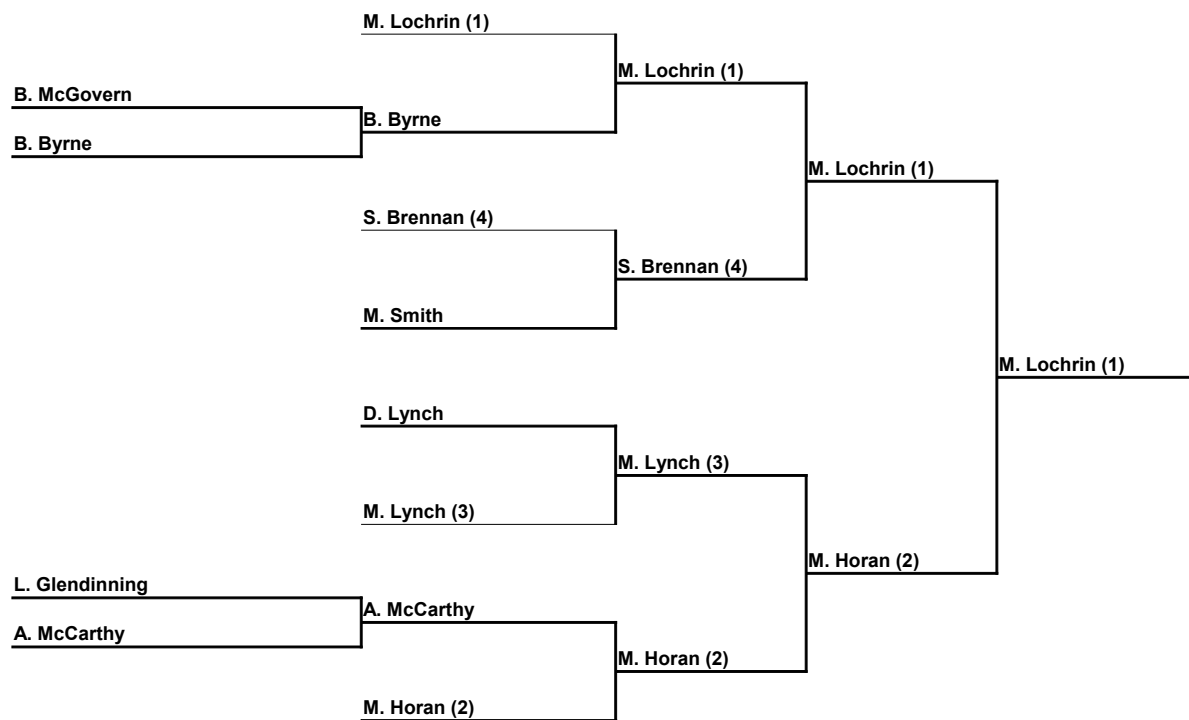 M. Lochrin (1)
M. Lochrin (1)
B. McGovern
B. Byrne
B. Byrne
M. Lochrin (1)
S. Brennan (4)
S. Brennan (4)
M. Smith
M. Lochrin (1)
D. Lynch
M. Lynch (3)
M. Lynch (3)
M. Horan (2)
L. Glendinning
A. McCarthy
A. McCarthy
M. Horan (2)
M. Horan (2)